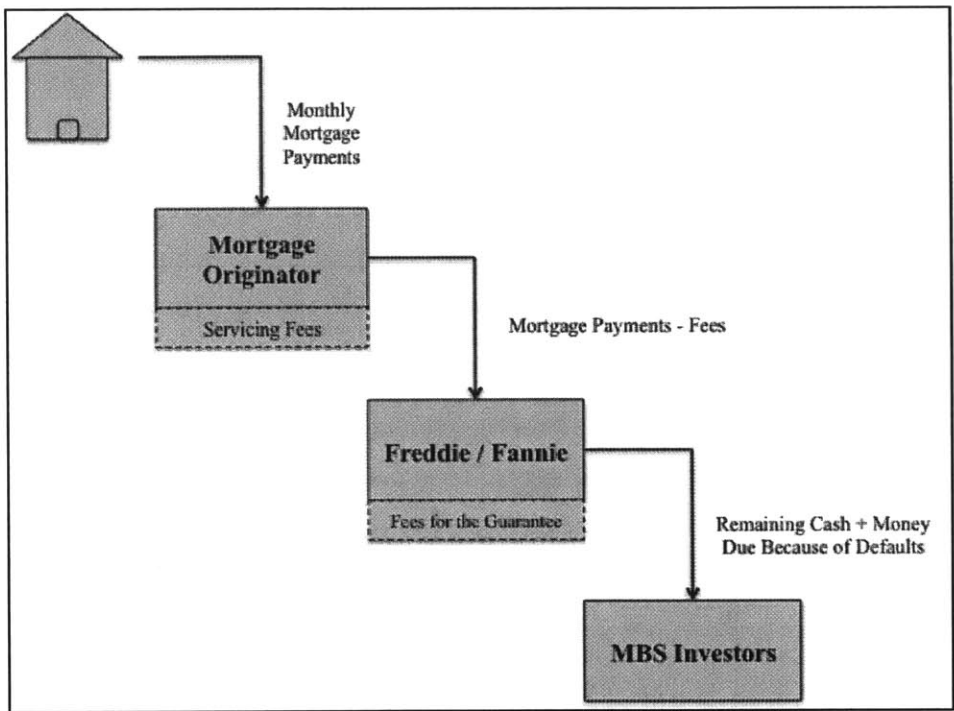 Monthly
Mortgage
Payments
Mortgage
Originator
Servicing Fees
Mortgage Payments - Fees
Freddie / Fannie
Fees for the Guarantee
Remaining Cash + Money
Due Because of Defaults
MBS Investors